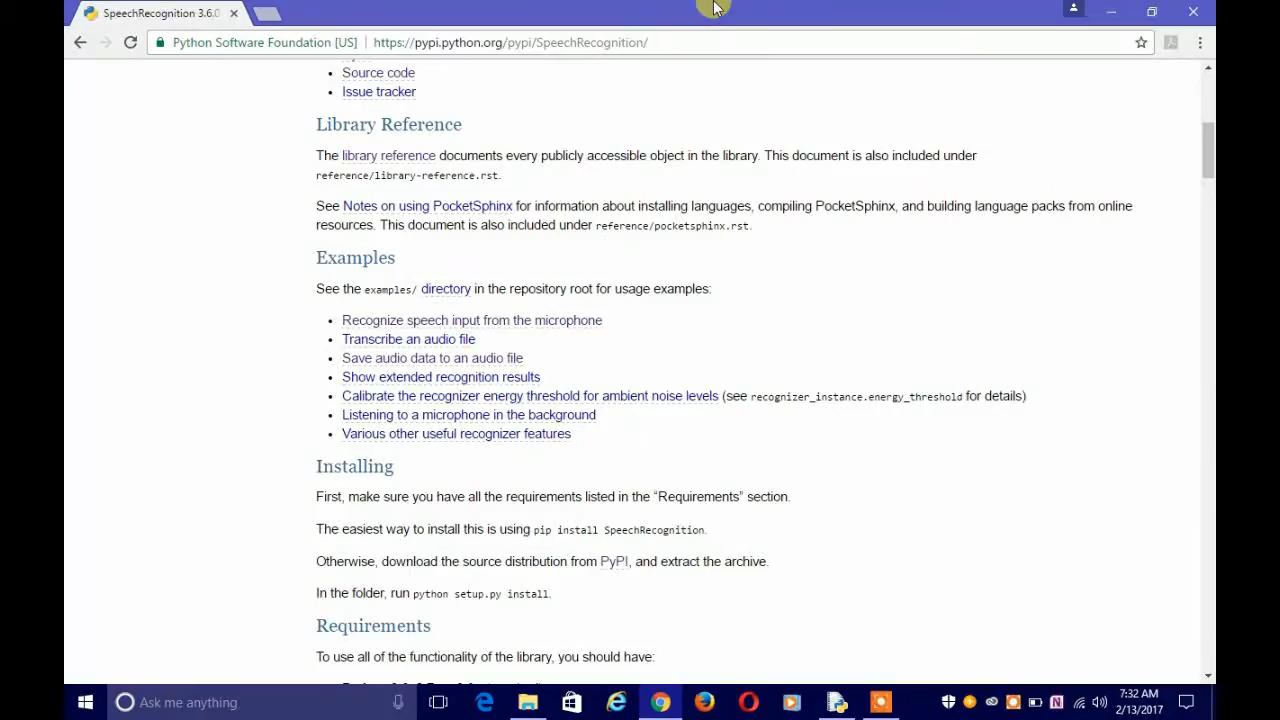 SpeechRecognition 3.6.0
Python Software Foundation [US]
https://pypi.python.org/pypi/SpeechRecognition/
Source code
Issue tracker
Library Reference
The library reference documents every publicly accessible object in the library. This document is also included under
reference/library-reference.rst.
See Notes on using PocketSphinx for information about installing languages, compiling PocketSphinx, and building language packs from online
resources. This document is also included under reference/pocketsphinx.rst.
Examples
See the examples/ directory in the repository root for usage examples:
Recognize speech input from the microphone
Transcribe an audio file
Save audio data to an audio file
Show extended recognition results
Calibrate the recognizer energy threshold for ambient noise levels (see recognizer_instance.energy_threshold for details)
Listening to a microphone in the background
Various other useful recognizer features
Installing
First, make sure you have all the requirements listed in the “Requirements” section.
The easiest way to install this is using pip install SpeechRecognition.
Otherwise, download the source distribution from PyPI, and extract the archive.
In the folder, run python setup.py install.
Requirements
To use all of the functionality of the library, you should have:
Ask me anything
7:32 AM
2/13/2017